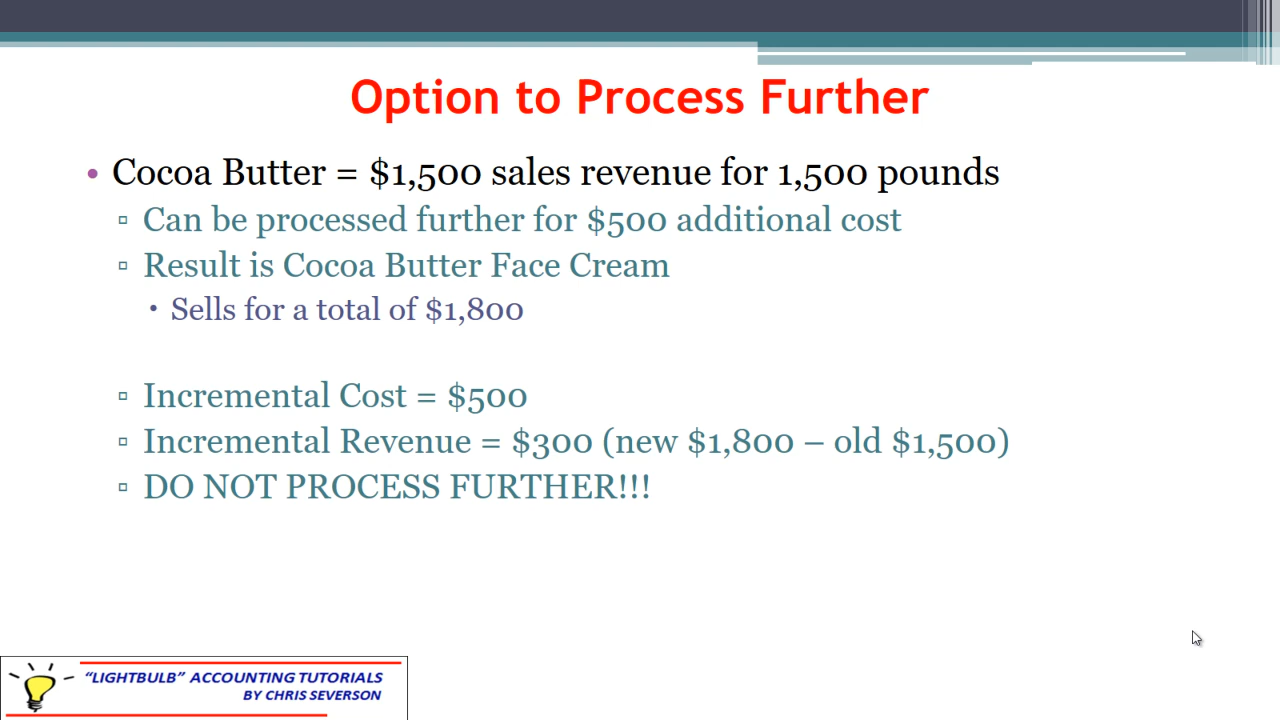 Option to Process Further
• Cocoa Butter = $1,500 sales revenue for 1,500 pounds
▫ Can be processed further for $500 additional cost
▫ Result is Cocoa Butter Face Cream
▪ Sells for a total of $1,800
▫ Incremental Cost = $500
▫ Incremental Revenue = $300 (new $1,800 – old $1,500)
▫ DO NOT PROCESS FURTHER!!!
“LIGHTBULB” ACCOUNTING TUTORIALS
BY CHRIS SEVERSON